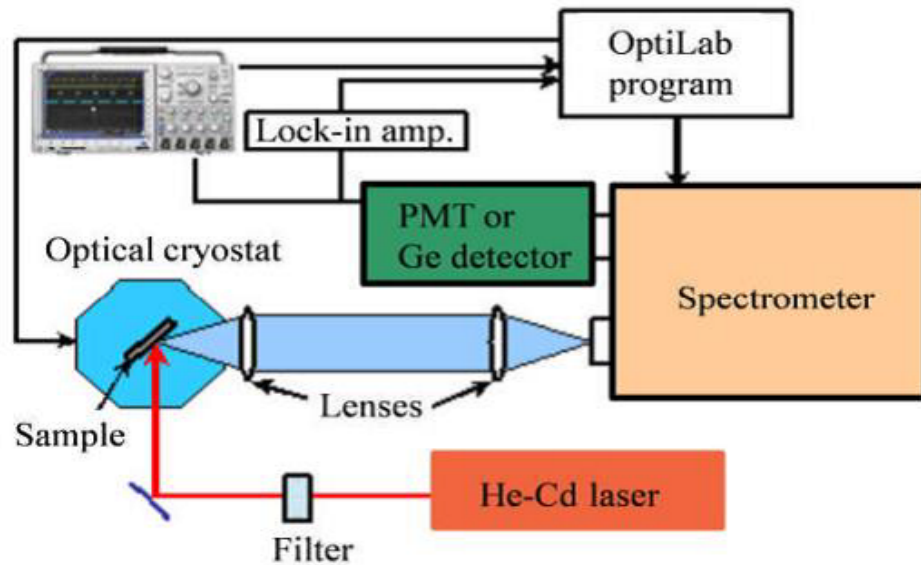 OptiLab
program
Lock-in amp.
PMT or
Ge detector
Optical cryostat
Spectrometer
Lenses
Sample
He-Cd laser
Filter